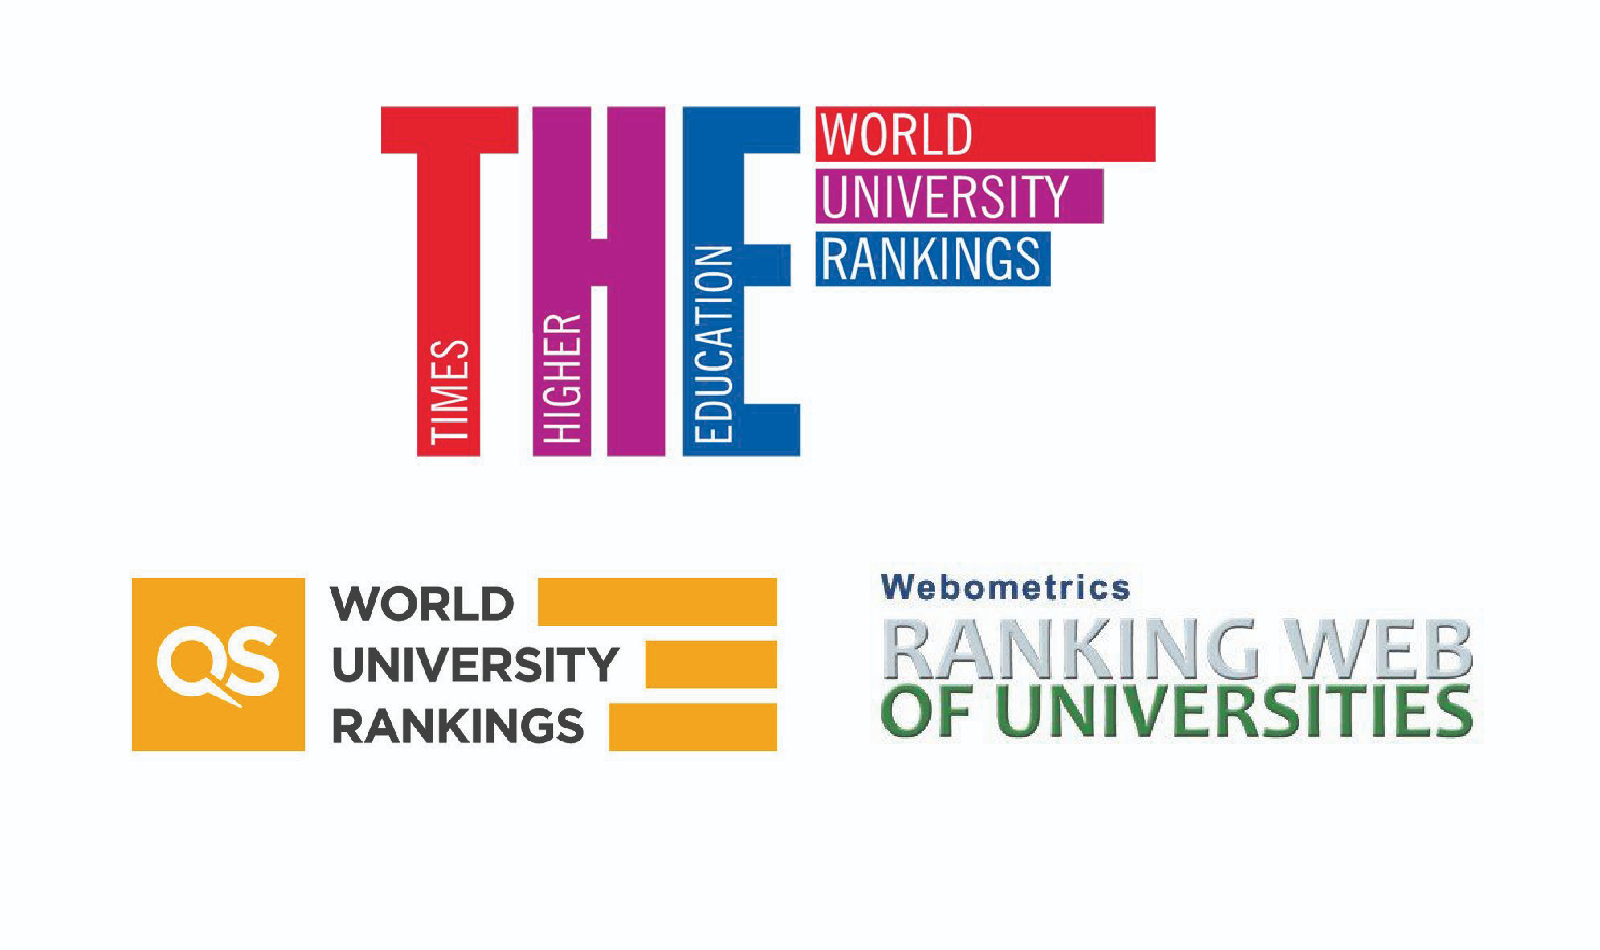 THE
TIMES
HIGHER
EDUCATION
WORLD
UNIVERSITY
RANKINGS
QS
WORLD
UNIVERSITY
RANKINGS
Webometrics
RANKING WEB
OF UNIVERSITIES